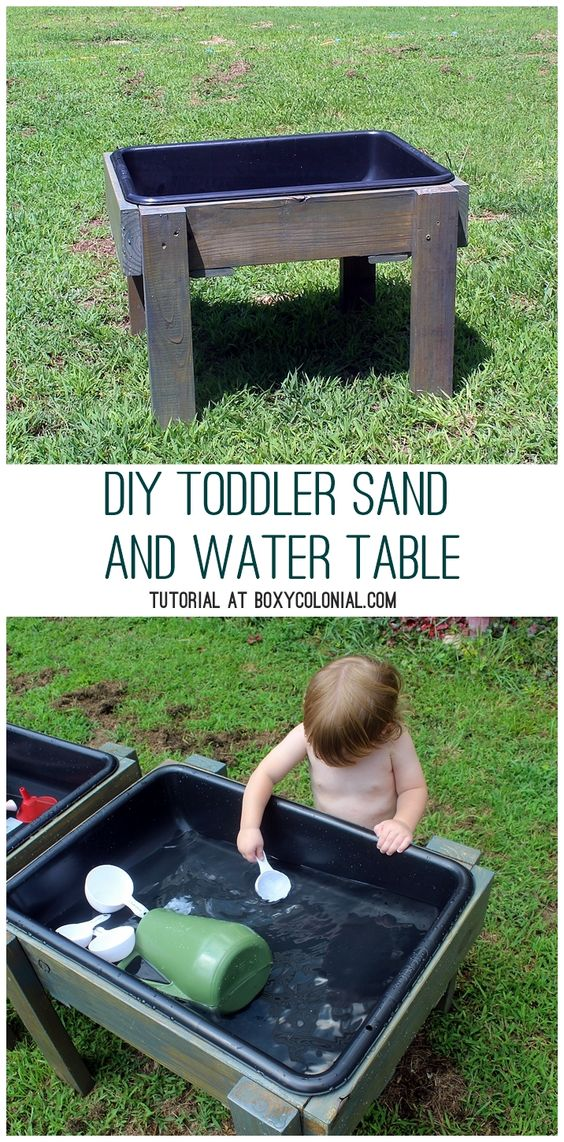 DIY TODDLER SAND
AND WATER TABLE
TUTORIAL AT BOXYCOLONIAL.COM